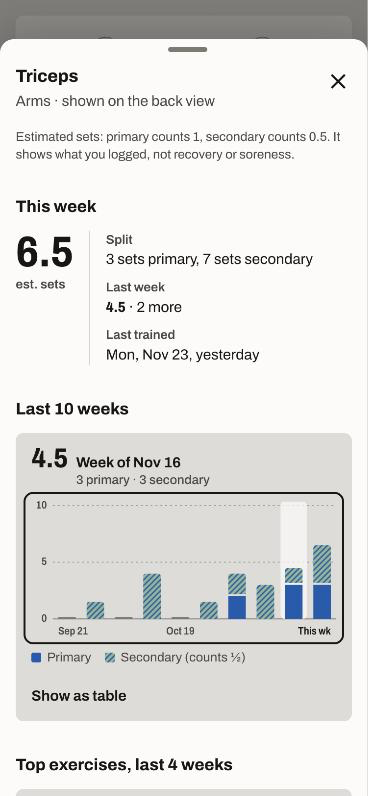 Triceps
Arms · shown on the back view
Estimated sets: primary counts 1, secondary counts 0.5. It
shows what you logged, not recovery or soreness.
This week
6.5
est. sets
Split
3 sets primary, 7 sets secondary
Last week
4.5 · 2 more
Last trained
Mon, Nov 23, yesterday
Last 10 weeks
4.5 Week of Nov 16
3 primary · 3 secondary
10
5
0
Sep 21 Oct 19 This wk
Primary Secondary (counts ½)
Show as table
Top exercises, last 4 weeks